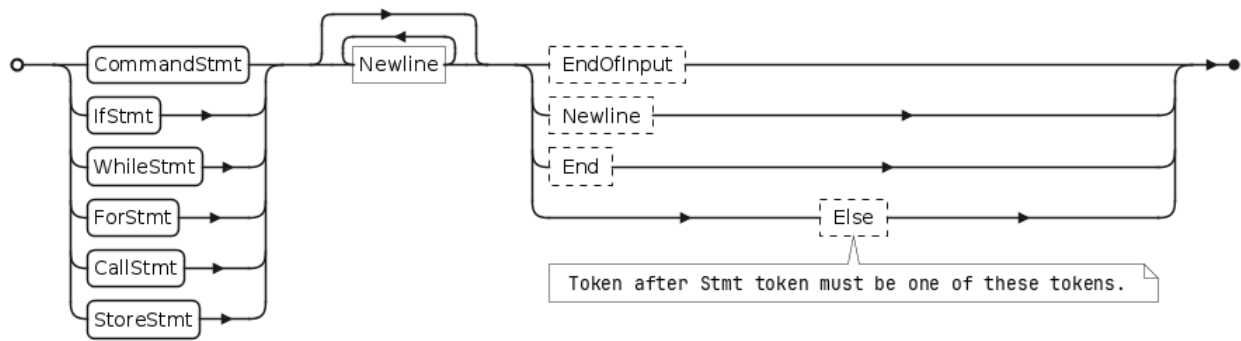 CommandStmt
IfStmt
WhileStmt
ForStmt
CallStmt
StoreStmt
Newline
EndOfInput
Newline
End
Else
Token after Stmt token must be one of these tokens.